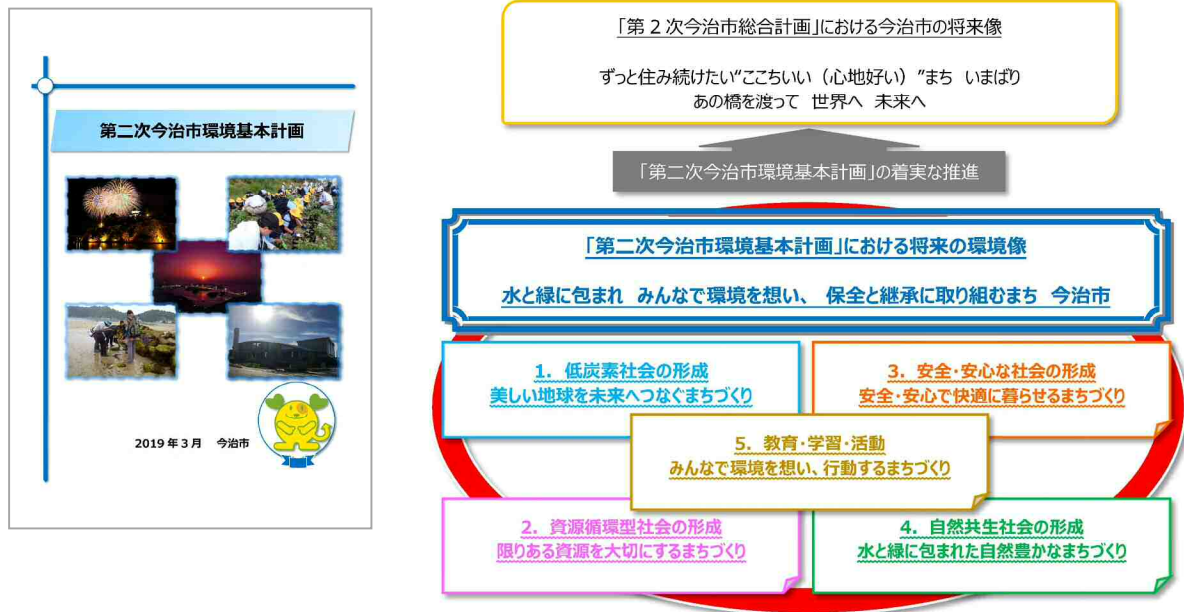 第二次今治市環境基本計画
2019年3月　今治市
「第2次今治市総合計画」における今治市の将来像
ずっと住み続けたい“ここちいい（心地好い）”まち　いまばり
あの橋を渡って　世界へ　未来へ
「第二次今治市環境基本計画」の着実な推進
「第二次今治市環境基本計画」における将来の環境像
水と緑に包まれ　みんなで環境を想い、　保全と継承に取り組むまち　今治市
1．低炭素社会の形成
美しい地球を未来へつなぐまちづくり
3．安全・安心な社会の形成
安全・安心で快適に暮らせるまちづくり
5．教育・学習・活動
みんなで環境を想い、行動するまちづくり
2．資源循環型社会の形成
限りある資源を大切にするまちづくり
4．自然共生社会の形成
水と緑に包まれた自然豊かなまちづくり